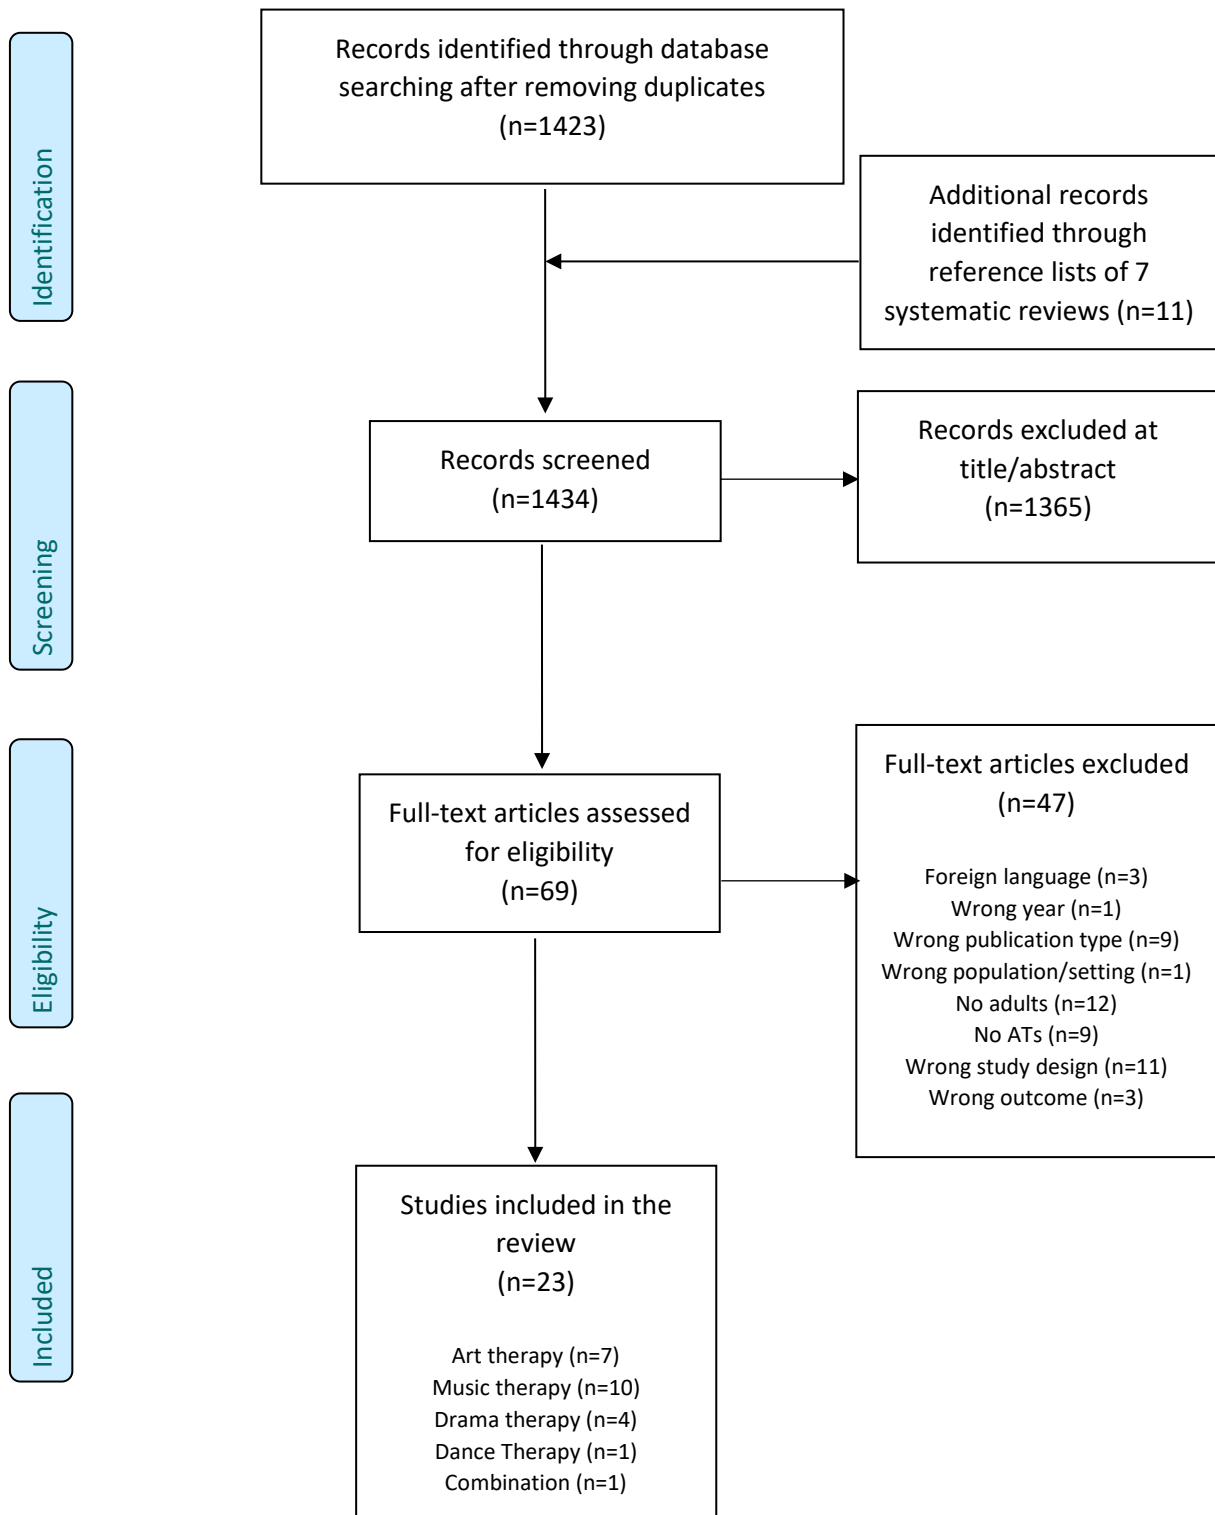 Identification
Records identified through database
searching after removing duplicates
(n=1423)
Additional records
identified through
reference lists of 7
systematic reviews (n=11)
Screening
Records screened
(n=1434)
Records excluded at
title/abstract
(n=1365)
Eligibility
Full-text articles assessed
for eligibility
(n=69)
Full-text articles excluded
(n=47)
Foreign language (n=3)
Wrong year (n=1)
Wrong publication type (n=9)
Wrong population/setting (n=1)
No adults (n=12)
No ATs (n=9)
Wrong study design (n=11)
Wrong outcome (n=3)
Included
Studies included in the
review
(n=23)
Art therapy (n=7)
Music therapy (n=10)
Drama therapy (n=4)
Dance Therapy (n=1)
Combination (n=1)